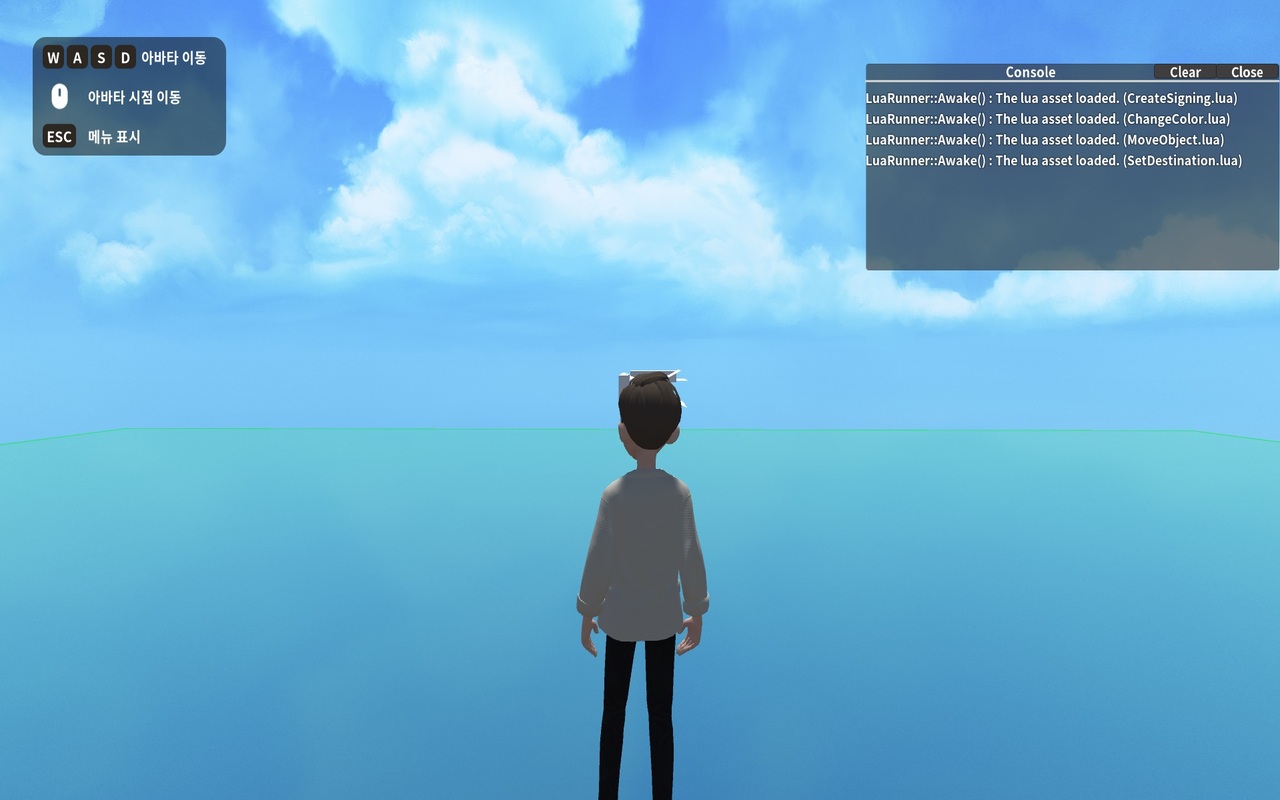 W A S D 아바타 이동
아바타 시점 이동
ESC 메뉴 표시
Console Clear Close
LuaRunner::Awake() : The lua asset loaded. (CreateSigning.lua)
LuaRunner::Awake() : The lua asset loaded. (ChangeColor.lua)
LuaRunner::Awake() : The lua asset loaded. (MoveObject.lua)
LuaRunner::Awake() : The lua asset loaded. (SetDestination.lua)